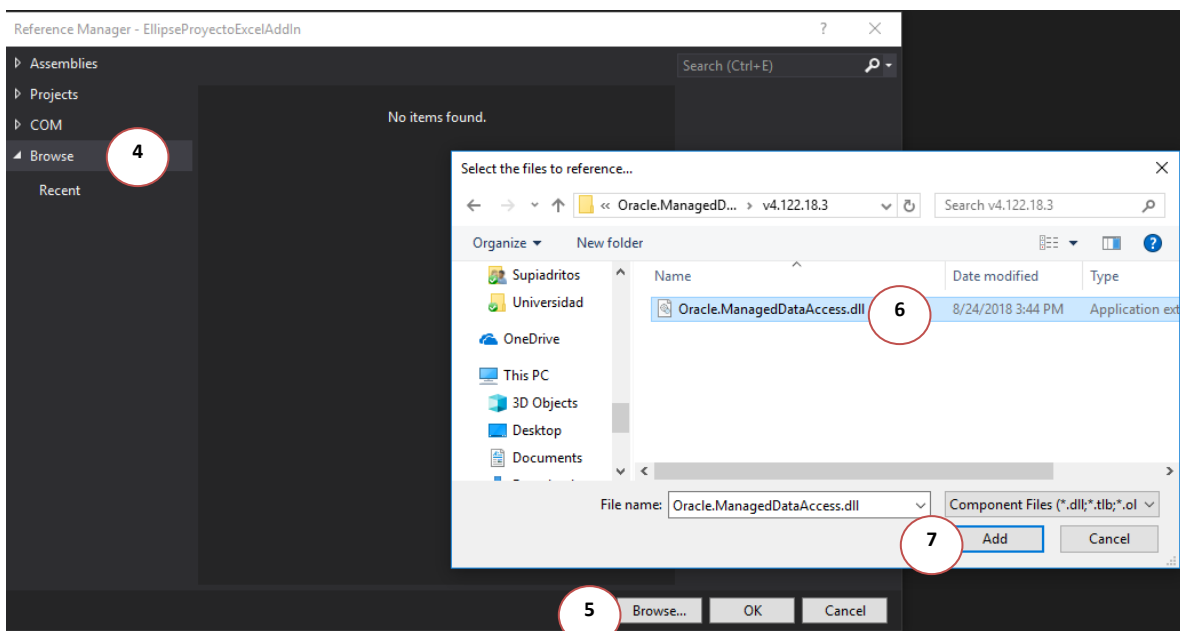 Reference Manager - EllipseProyectoExcelAddIn ? ×
Assemblies
Search (Ctrl+E)
Projects
No items found.
COM
Browse
4
Recent
Select the files to reference...
« Oracle.ManagedD... › v4.122.18.3
Search v4.122.18.3
Organize
New folder
?
Supiadritos
Universidad
OneDrive
This PC
3D Objects
Desktop
Documents
Name Date modified Type
Oracle.ManagedDataAccess.dll 6 8/24/2018 3:44 PM Application ext
File name: Oracle.ManagedDataAccess.dll
Component Files (*.dll;*.tlb;*.ol
7 Add Cancel
5 Browse... OK Cancel